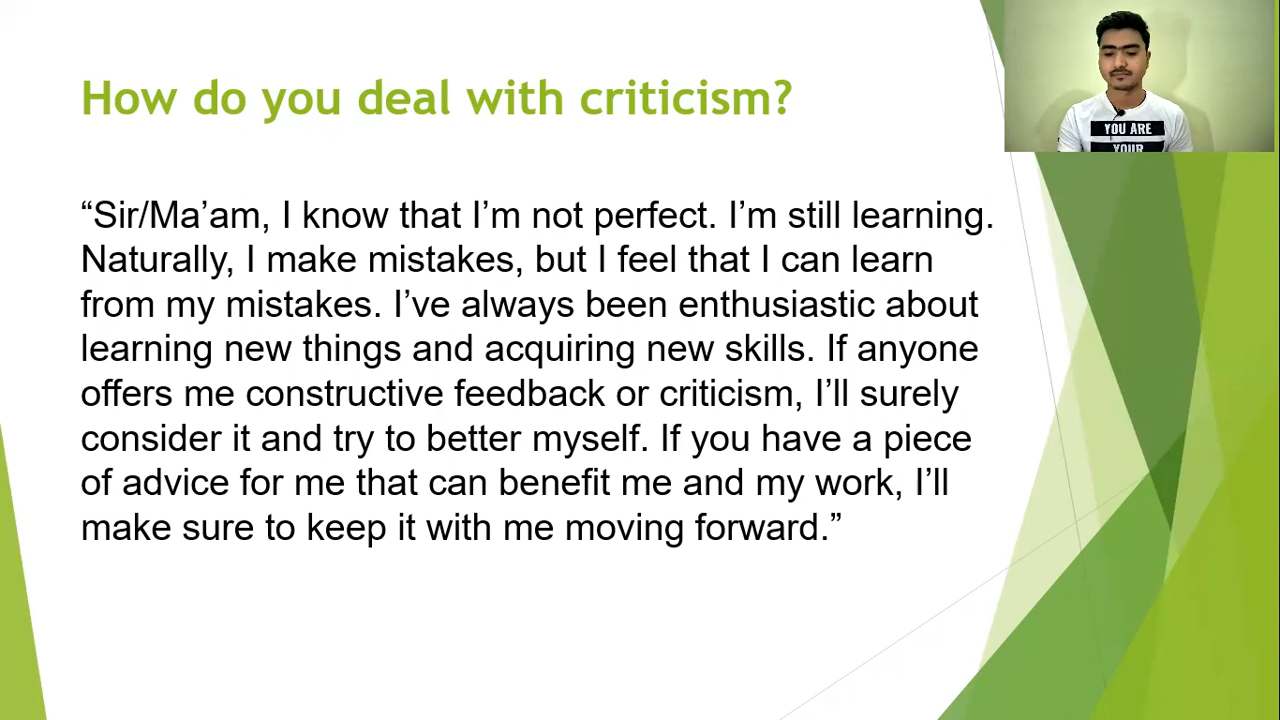 How do you deal with criticism?
YOU ARE
YOUR
“Sir/Ma’am, I know that I’m not perfect. I’m still learning.
Naturally, I make mistakes, but I feel that I can learn
from my mistakes. I’ve always been enthusiastic about
learning new things and acquiring new skills. If anyone
offers me constructive feedback or criticism, I’ll surely
consider it and try to better myself. If you have a piece
of advice for me that can benefit me and my work, I’ll
make sure to keep it with me moving forward.”